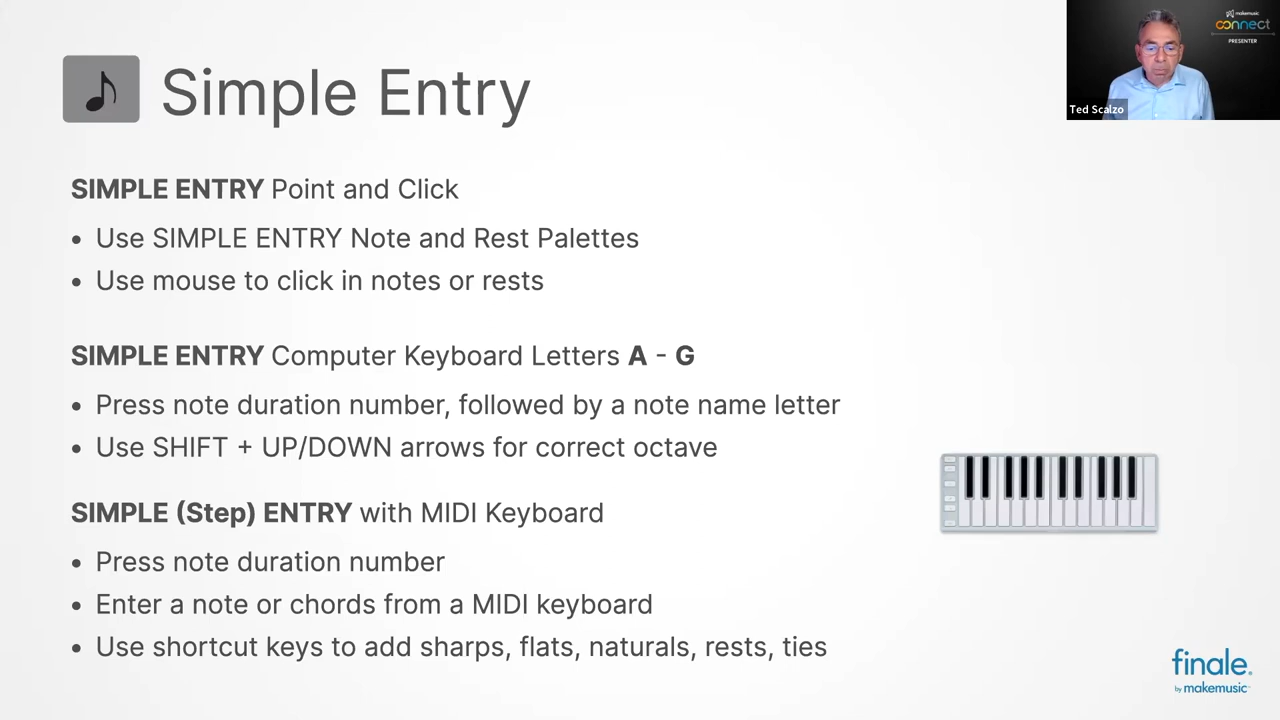 Simple Entry
makemusic
connect
PRESENTER
Ted Scalzo
SIMPLE ENTRY Point and Click
• Use SIMPLE ENTRY Note and Rest Palettes
• Use mouse to click in notes or rests
SIMPLE ENTRY Computer Keyboard Letters A - G
• Press note duration number, followed by a note name letter
• Use SHIFT + UP/DOWN arrows for correct octave
SIMPLE (Step) ENTRY with MIDI Keyboard
• Press note duration number
• Enter a note or chords from a MIDI keyboard
• Use shortcut keys to add sharps, flats, naturals, rests, ties
finale®
by makemusic™